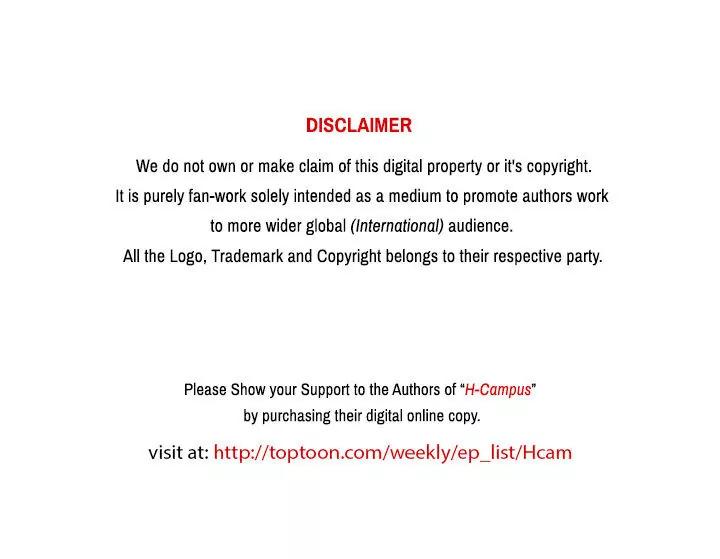 DISCLAIMER
We do not own or make claim of this digital property or it's copyright.
It is purely fan-work solely intended as a medium to promote authors work
to more wider global (International) audience.
All the Logo, Trademark and Copyright belongs to their respective party.
Please Show your Support to the Authors of “H-Campus”
by purchasing their digital online copy.
visit at: http://toptoon.com/weekly/ep_list/Hcam